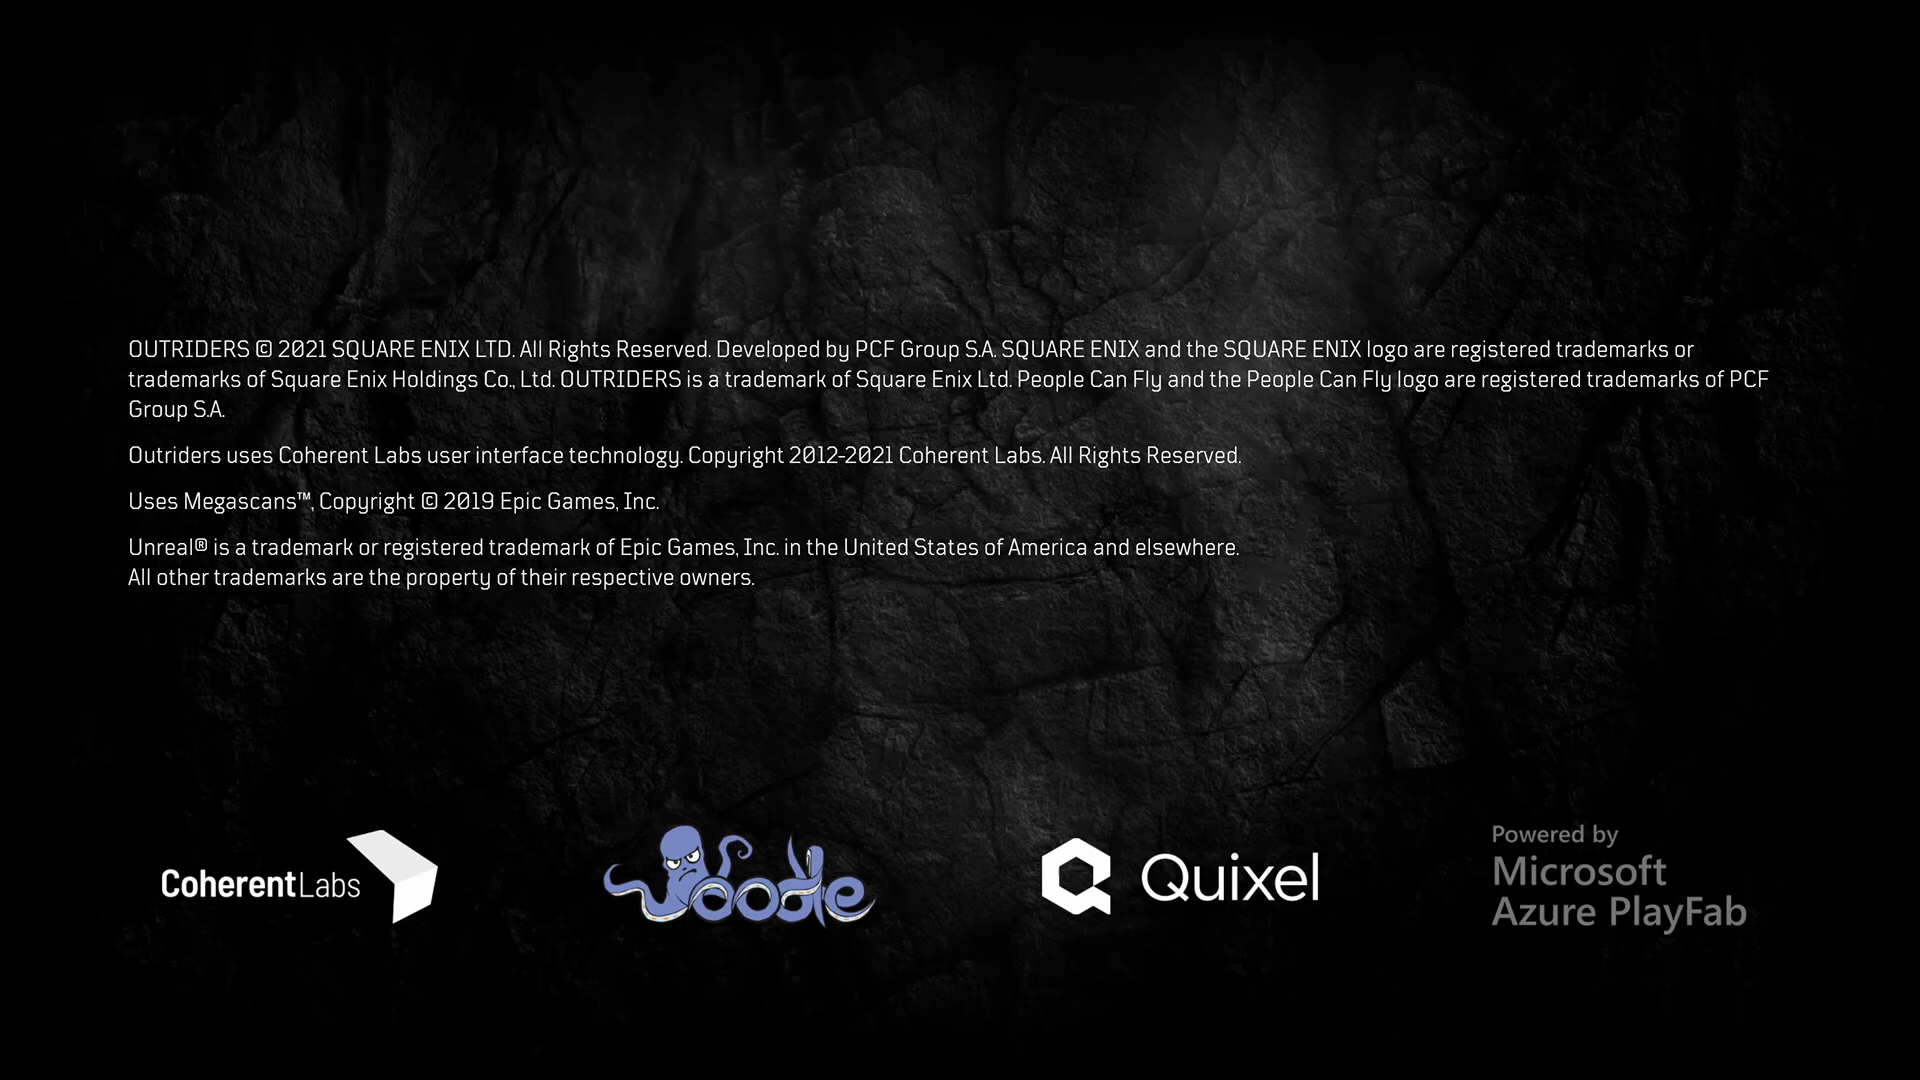 OUTRIDERS © 2021 SQUARE ENIX LTD. All Rights Reserved. Developed by PCF Group S.A. SQUARE ENIX and the SQUARE ENIX logo are registered trademarks or
trademarks of Square Enix Holdings Co., Ltd. OUTRIDERS is a trademark of Square Enix Ltd. People Can Fly and the People Can Fly logo are registered trademarks of PCF
Group S.A.
Outriders uses Coherent Labs user interface technology. Copyright 2012-2021 Coherent Labs. All Rights Reserved.
Uses Megascans™, Copyright © 2019 Epic Games, Inc.
Unreal® is a trademark or registered trademark of Epic Games, Inc. in the United States of America and elsewhere.
All other trademarks are the property of their respective owners.
CoherentLabs
oodle
Quixel
Powered by
Microsoft
Azure PlayFab